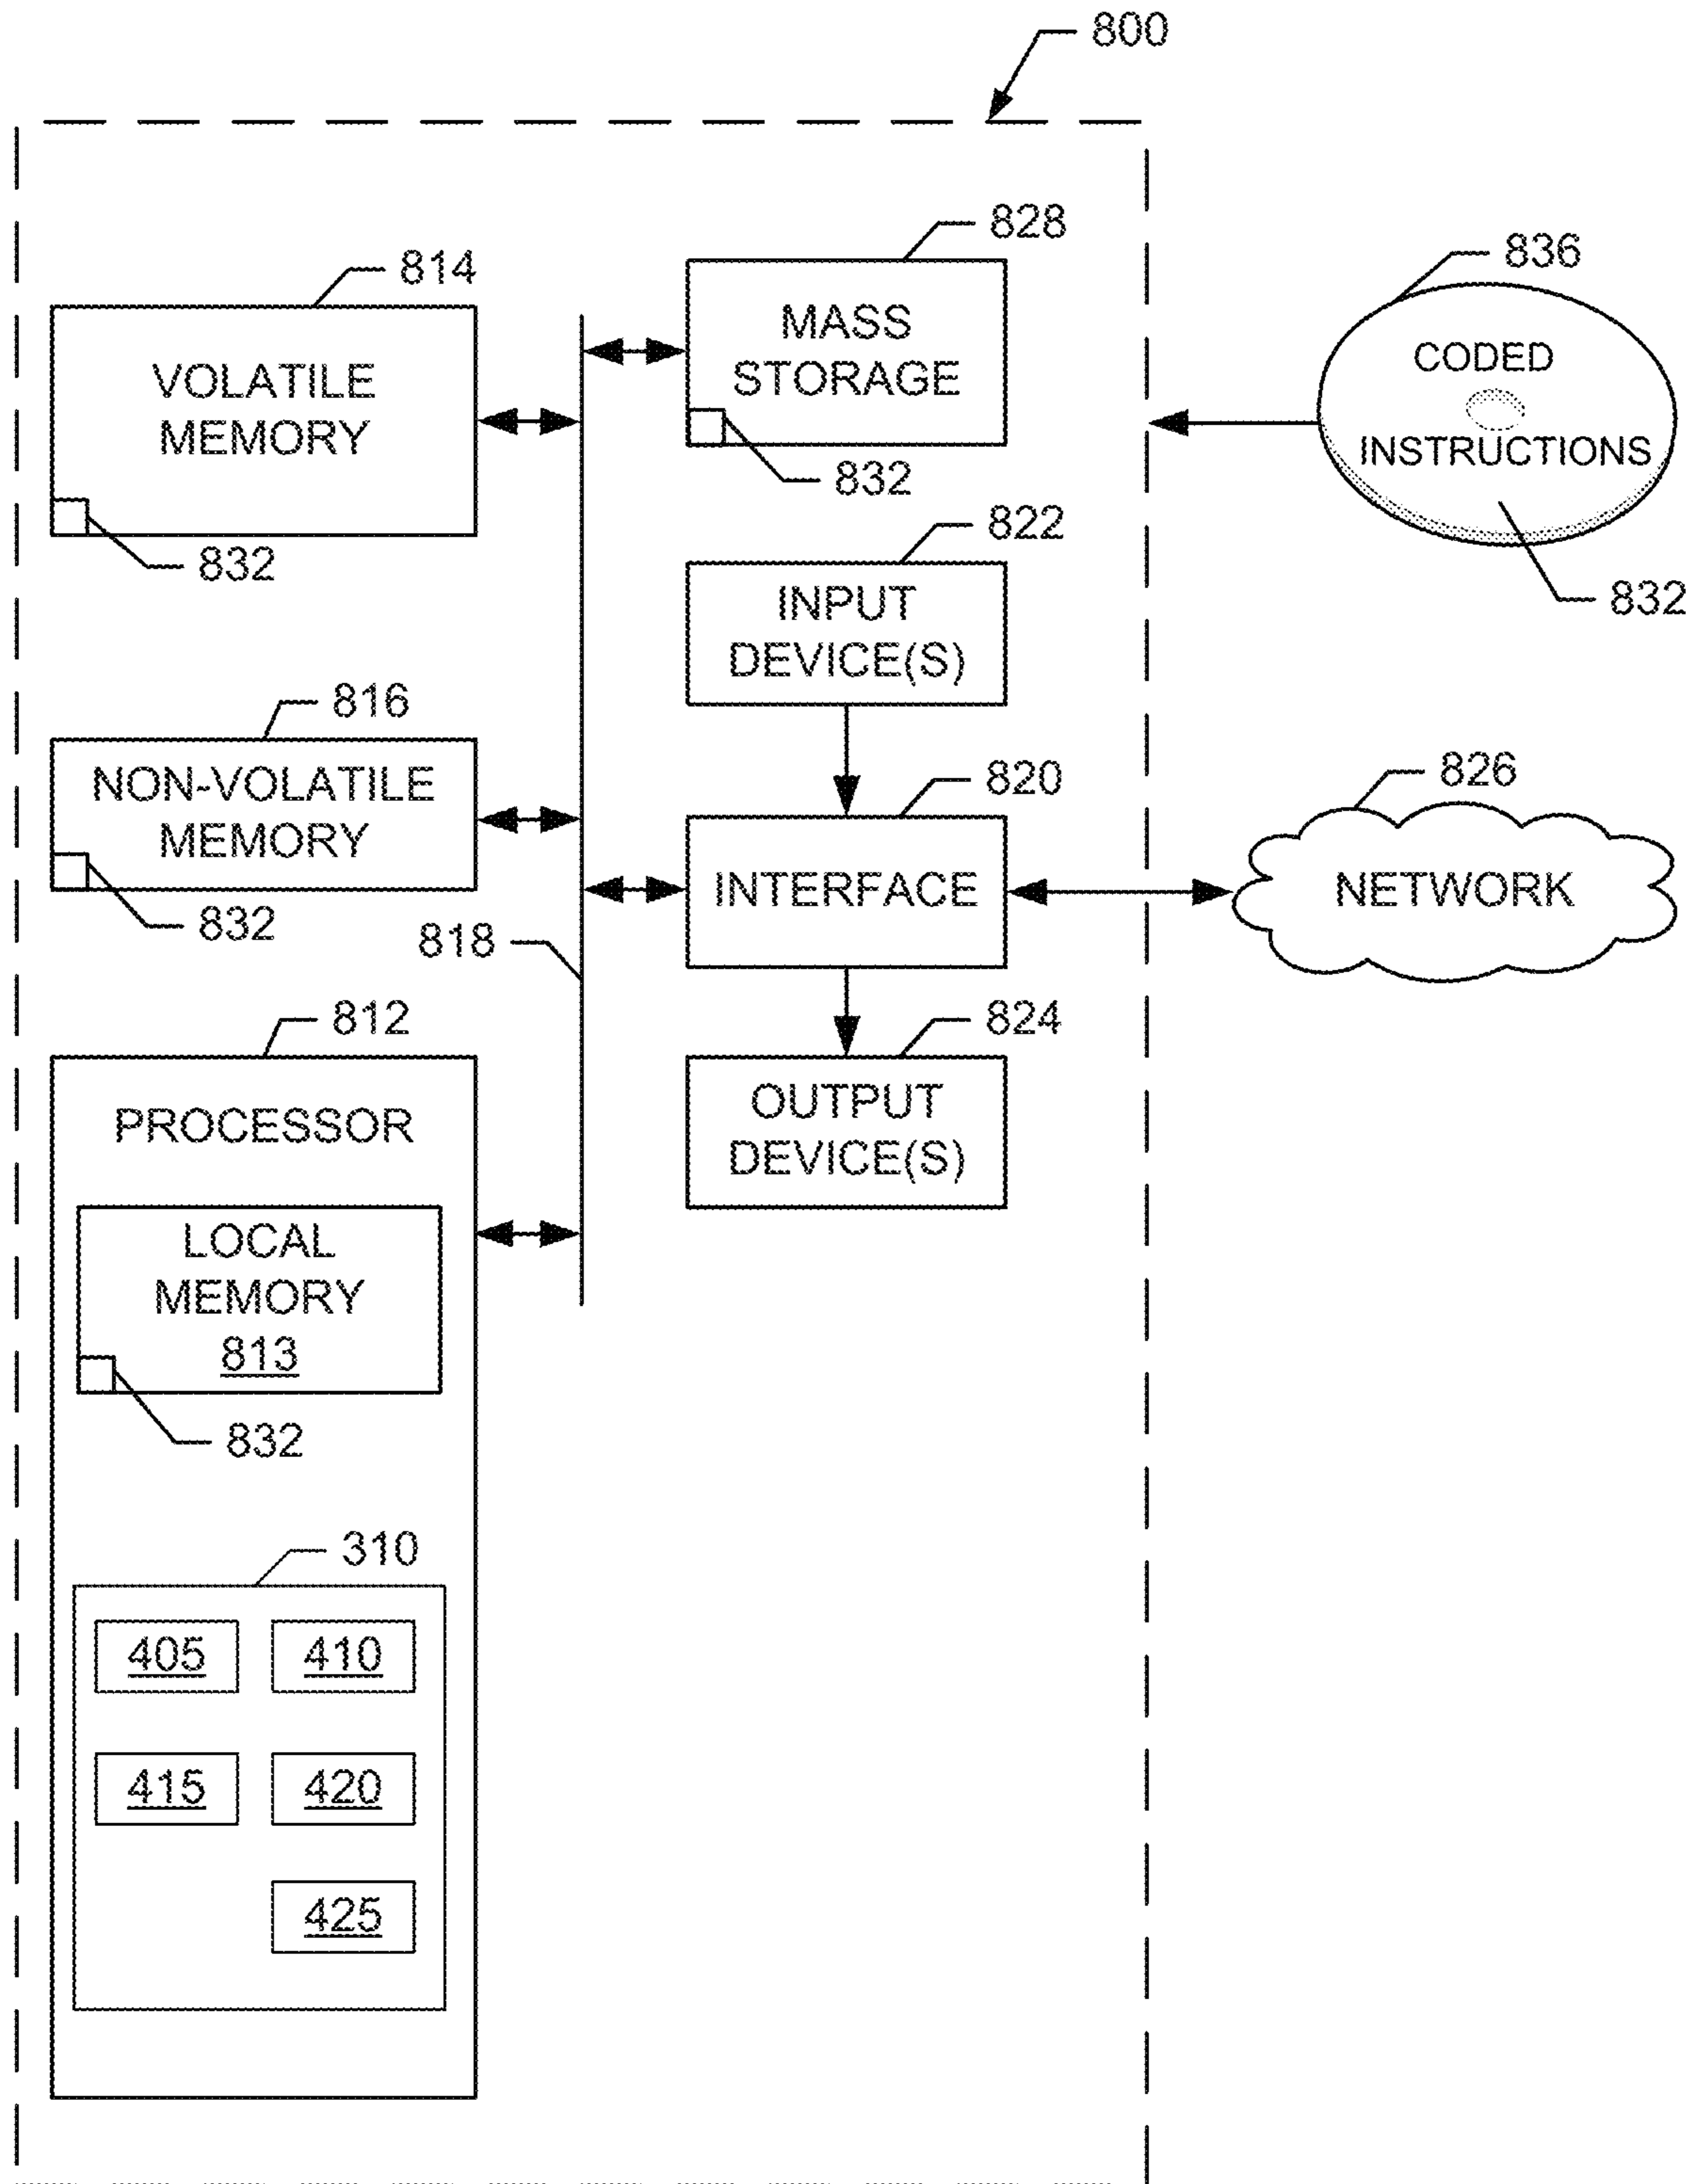 800
828
814
836
MASS
STORAGE
VOLATILE
MEMORY
CODED
INSTRUCTIONS
832
832
832
822
INPUT
DEVICE(S)
816
NON-VOLATILE
MEMORY
832
820
INTERFACE
826
NETWORK
818
812
824
PROCESSOR
OUTPUT
DEVICE(S)
LOCAL
MEMORY
813
832
310
405 410
415 420
425